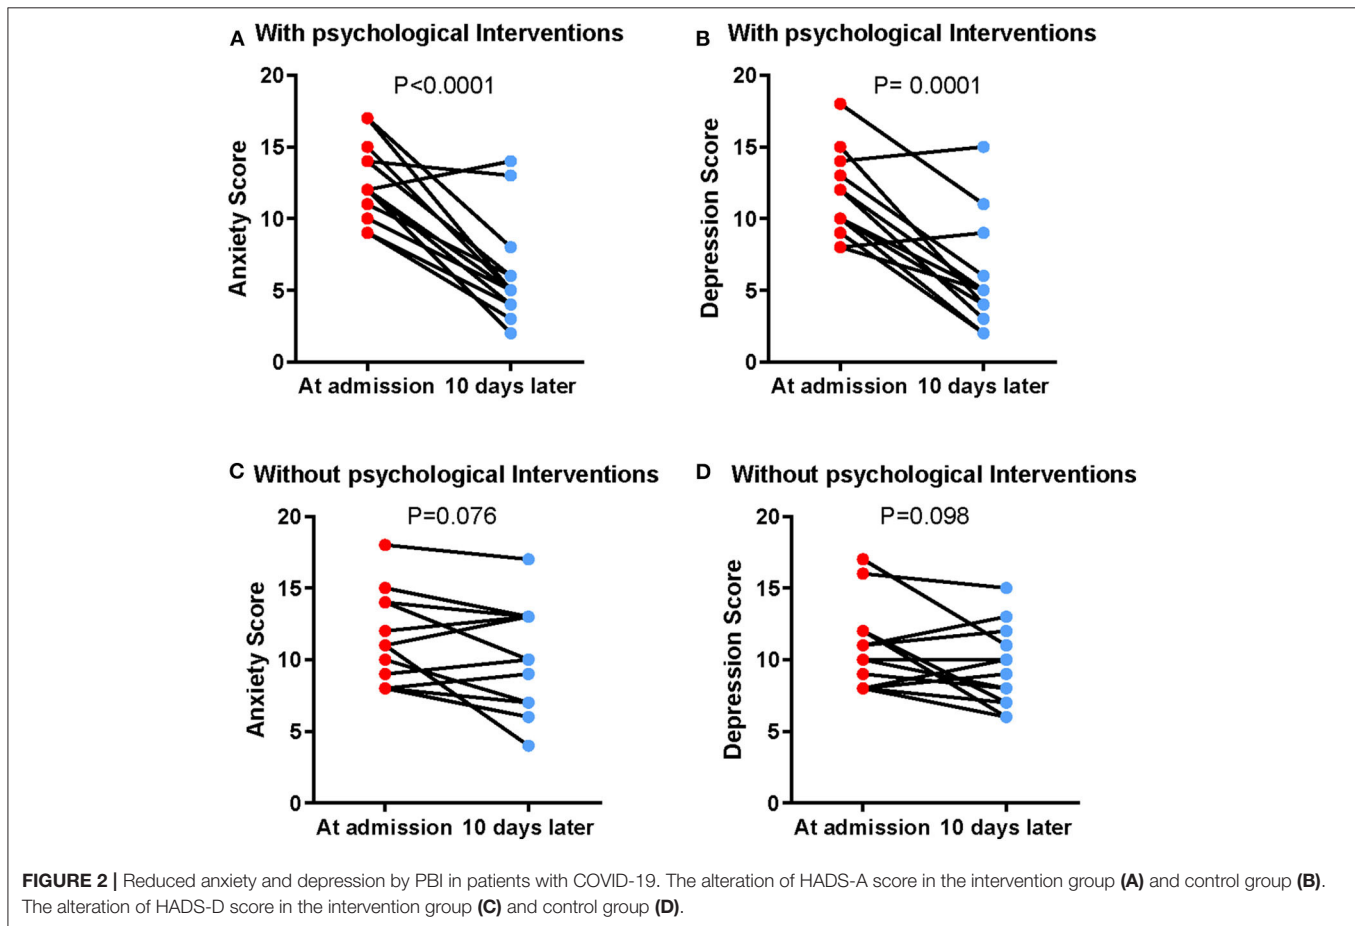 A With psychological Interventions
P<0.0001
20
15
10
5
0
Anxiety Score
At admission 10 days later
B With psychological Interventions
P= 0.0001
20
15
10
5
0
Depression Score
At admission 10 days later
C Without psychological Interventions
P=0.076
20
15
10
5
0
Anxiety Score
At admission 10 days later
D Without psychological Interventions
P=0.098
20
15
10
5
0
Depression Score
At admission 10 days later
FIGURE 2 | Reduced anxiety and depression by PBI in patients with COVID-19. The alteration of HADS-A score in the intervention group (A) and control group (B).
The alteration of HADS-D score in the intervention group (C) and control group (D).